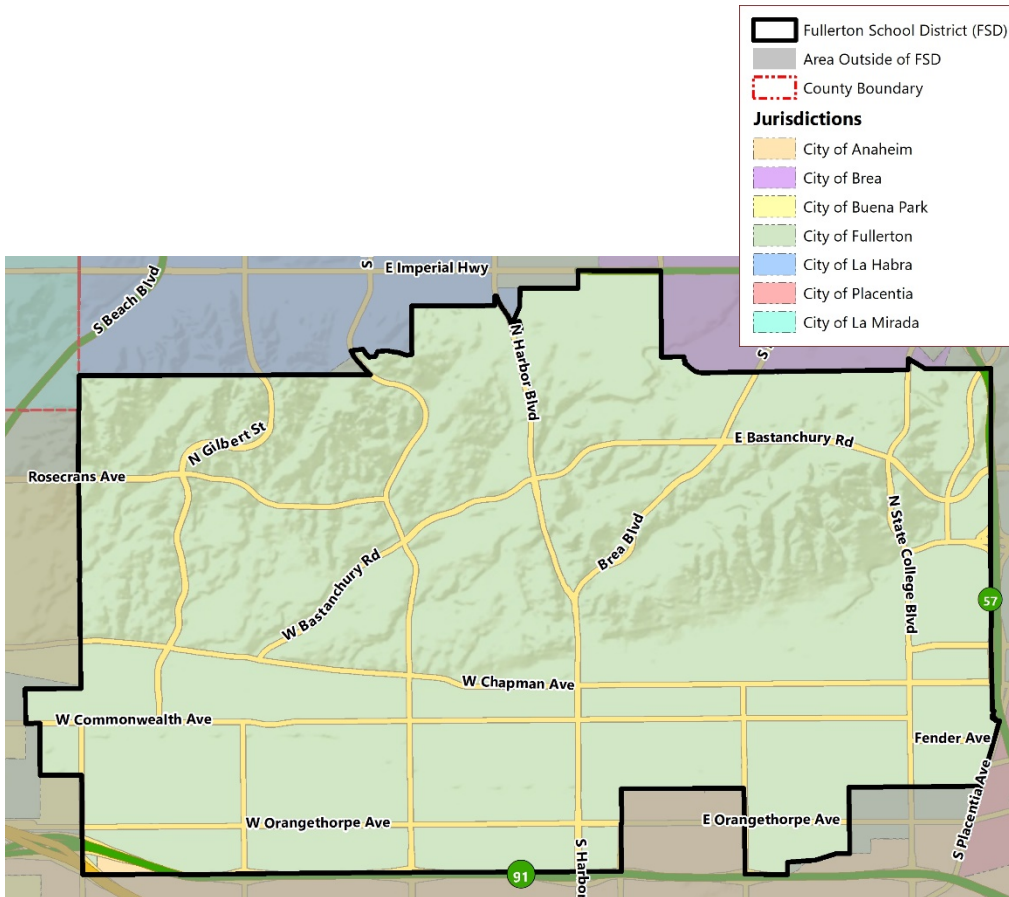 Fullerton School District (FSD)
Area Outside of FSD
County Boundary
Jurisdictions
City of Anaheim
City of Brea
City of Buena Park
City of Fullerton
City of La Habra
City of Placentia
City of La Mirada
E Imperial Hwy
S
S Beach Blvd
S
N Harbor Blvd
N Gilbert St
E Bastanchury Rd
Rosecrans Ave
N State College Blvd
Brea Blvd
W Bastanchury Rd
57
W Chapman Ave
W Commonwealth Ave
Fender Ave
S Placentia Ave
W Orangethorpe Ave
E Orangethorpe Ave
S Harbor
91